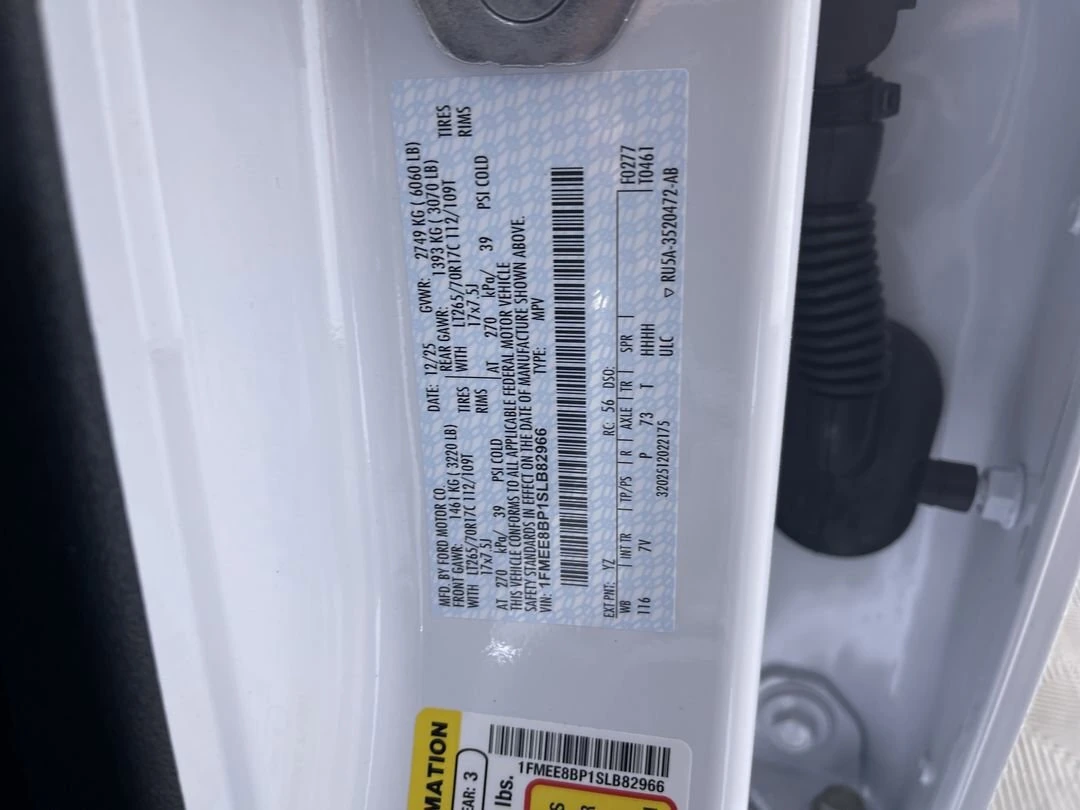 MFD. BY FORD MOTOR CO.
DATE: 12/25
GVWR: 2749 KG ( 6060 LB)
FRONT GAWR: 1461 KG ( 3220 LB)
REAR GAWR: 1393 KG ( 3070 LB)
WITH LT265/70R17C 112/109T TIRES
WITH LT265/70R17C 112/109T TIRES
17x7.5J RIMS
17x7.5J RIMS
AT 270 kPa/ 39 PSI COLD
AT 270 kPa/ 39 PSI COLD
THIS VEHICLE CONFORMS TO ALL APPLICABLE FEDERAL MOTOR VEHICLE
SAFETY STANDARDS IN EFFECT ON THE DATE OF MANUFACTURE SHOWN ABOVE.
VIN: 1FMEE8BP1SLB82966 TYPE: MPV
EXT PNT: YZ RC: 56 DSO: F0277
WB INT TR TP/PS R AXLE TR SPR T0461
116 7V P 73 T HHHH
ULC
3202512022175
▽ RU5A-3520472-AB
MATION
EAR: 3
lbs.
1FMEE8BP1SLB82966